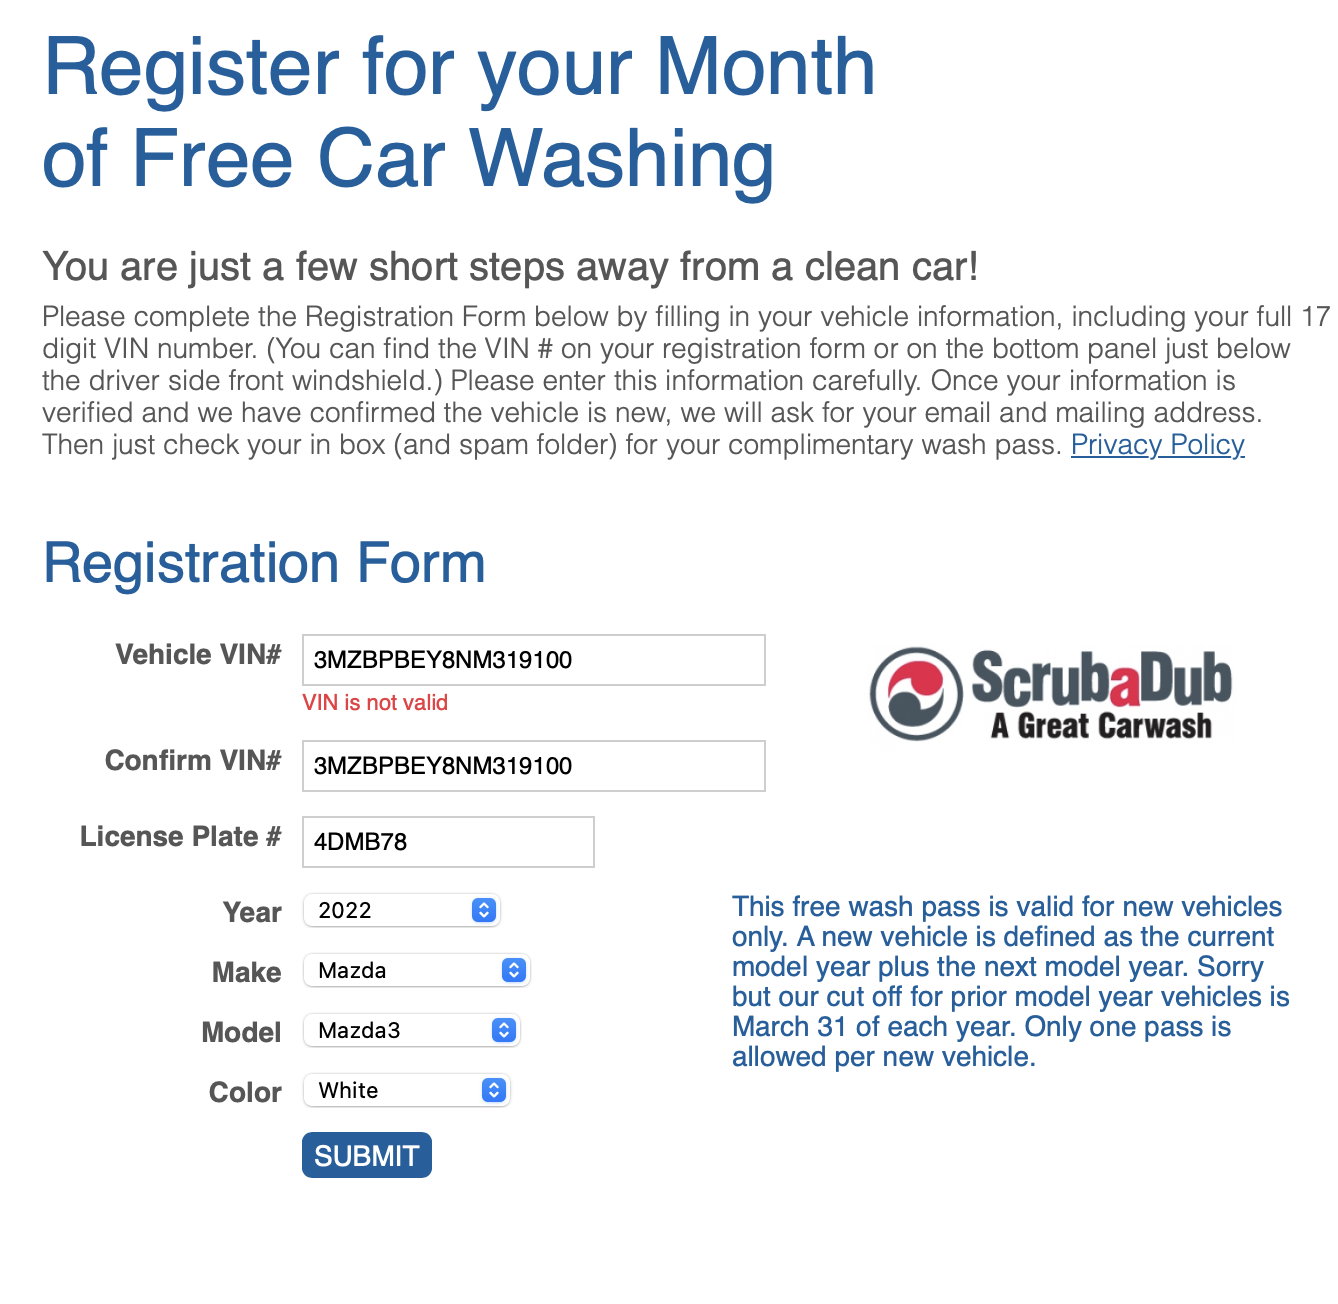 Register for your Month
of Free Car Washing
You are just a few short steps away from a clean car!
Please complete the Registration Form below by filling in your vehicle information, including your full 17
digit VIN number. (You can find the VIN # on your registration form or on the bottom panel just below
the driver side front windshield.) Please enter this information carefully. Once your information is
verified and we have confirmed the vehicle is new, we will ask for your email and mailing address.
Then just check your in box (and spam folder) for your complimentary wash pass. Privacy Policy
Registration Form
Vehicle VIN# 3MZBPBEY8NM319100
VIN is not valid
Confirm VIN# 3MZBPBEY8NM319100
License Plate # 4DMB78
Year 2022
Make Mazda
Model Mazda3
Color White
SUBMIT
ScrubaDub
A Great Carwash
This free wash pass is valid for new vehicles
only. A new vehicle is defined as the current
model year plus the next model year. Sorry
but our cut off for prior model year vehicles is
March 31 of each year. Only one pass is
allowed per new vehicle.